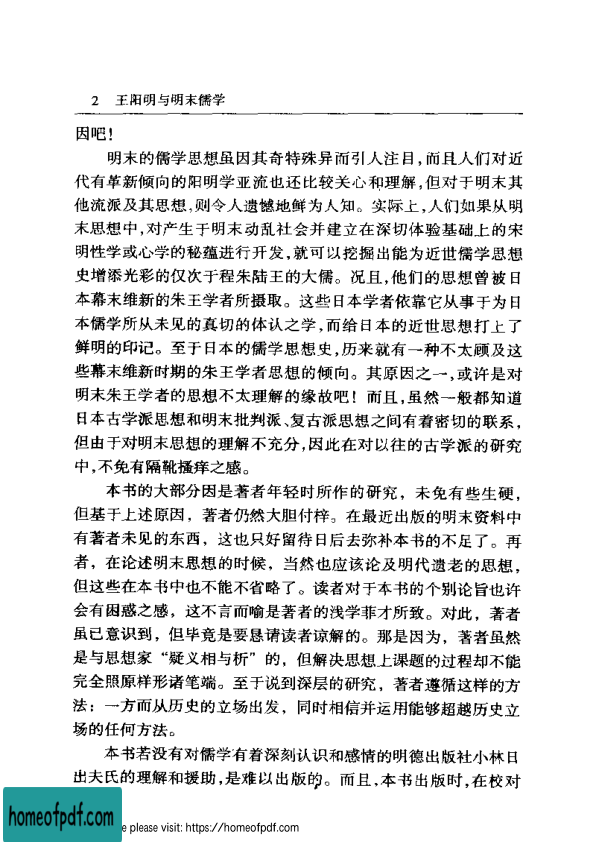 2 王阳明与明末儒学
因吧!
明末的儒学思想虽因其奇特殊异而引人注目,而且人们对近
代有革新倾向的阳明学亚流也还比较关心和理解,但对于明末其
他流派及其思想,则令人遗憾地鲜为人知。实际上,人们如果从明
末思想中,对产生于明末动乱社会并建立在深切体验基础上的宋
明性学或心学的秘蕴进行开发,就可以挖掘出能为近世儒学思想
史增添光彩的仅次于程朱陆王的大儒。况且,他们的思想曾被日
本幕末维新的朱王学者所摄取。这些日本学者依靠它从事于为日
本儒学所从未见的真切的体认之学,而给日本的近世思想打上了
鲜明的印记。至于日本的儒学思想史,历来就有一种不太顾及这
些幕末维新时期的朱王学者思想的倾向。其原因之一,或许是对
明末朱王学者的思想不太理解的缘故吧!而且,虽然一般都知道
日本古学派思想和明末批判派、复古派思想之间有着密切的联系,
但由于对明末思想的理解不充分,因此在对以往的古学派的研究
中,不免有隔靴搔痒之感。
本书的大部分因是著者年轻时所作的研究,未免有些生硬,
但基于上述原因,著者仍然大胆付梓。在最近出版的明末资料中
有著者未见的东西,这也只好留待日后去弥补本书的不足了。再
者,在论述明末思想的时候,当然也应该论及明代遗老的思想,
但这些在本书中也不能不省略了。读者对于本书的个别论旨也许
会有困惑之感,这不言而喻是著者的浅学菲才所致。对此,著者
虽已意识到,但毕竟是要恳请读者谅解的。那是因为,著者虽然
是与思想家“疑义相与析”的,但解决思想上课题的过程却不能
完全照原样形诸笔端。至于说到深层的研究,著者遵循这样的方
法:一方而从历史的立场出发,同时相信并运用能够超越历史立
场的任何方法。
本书若没有对儒学有着深刻认识和感情的明德出版社小林日
出夫氏的理解和援助,是难以出版的。而且,本书出版时,在校对
homeofpdf.com
e please visit: https://homeofpdf.com